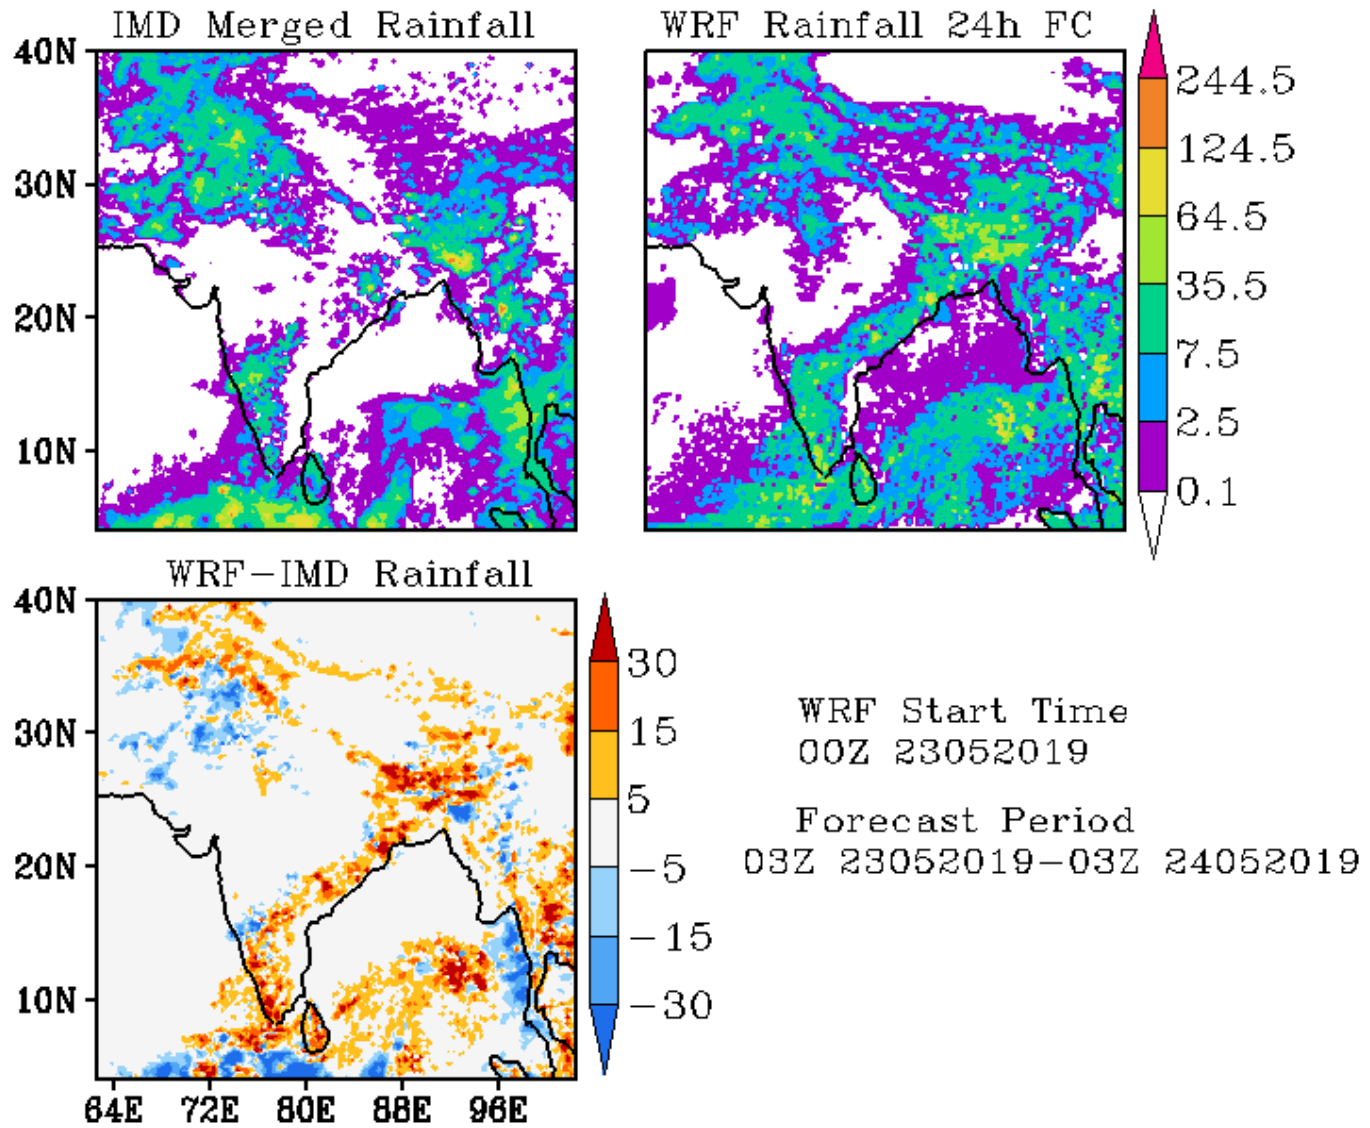 IMD Merged Rainfall
WRF Rainfall 24h FC
40N
30N
20N
10N
244.5
124.5
64.5
35.5
7.5
2.5
0.1
WRF-IMD Rainfall
40N
30N
20N
10N
64E 72E 80E 88E 96E
30
15
5
-5
-15
-30
WRF Start Time
00Z 23052019
Forecast Period
03Z 23052019-03Z 24052019